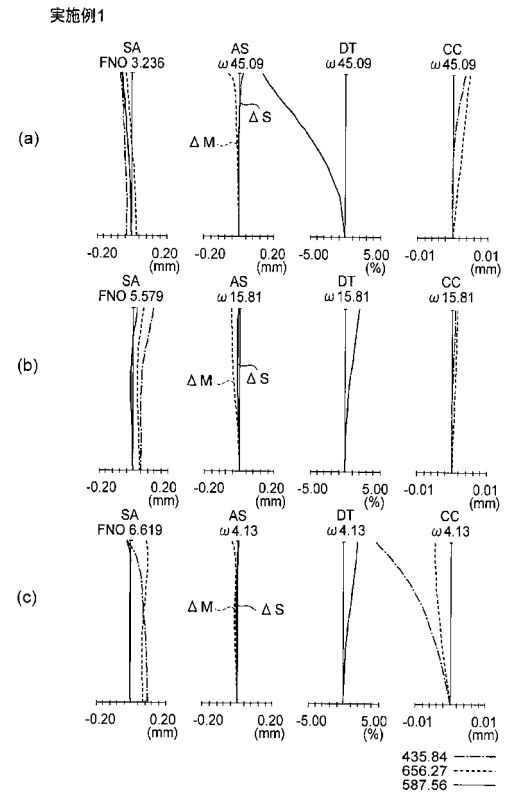 実施例1
SA AS DT CC
FNO 3.236 ω45.09 ω45.09 ω45.09
(a) ΔM ΔS
-0.20 0.20 -0.20 0.20 -5.00 5.00 -0.01 0.01
(mm) (mm) (%) (mm)
SA AS DT CC
FNO 5.579 ω15.81 ω15.81 ω15.81
(b) ΔM ΔS
-0.20 0.20 -0.20 0.20 -5.00 5.00 -0.01 0.01
(mm) (mm) (%) (mm)
SA AS DT CC
FNO 6.619 ω4.13 ω4.13 ω4.13
(c) ΔM ΔS
-0.20 0.20 -0.20 0.20 -5.00 5.00 -0.01 0.01
(mm) (mm) (%) (mm)
435.84
656.27
587.56